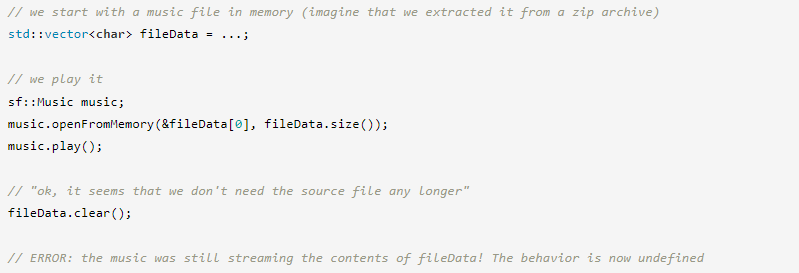 // we start with a music file in memory (imagine that we extracted it from a zip archive)
std::vector<char> fileData = ...;
// we play it
sf::Music music;
music.openFromMemory(&fileData[0], fileData.size());
music.play();
// "ok, it seems that we don't need the source file any longer"
fileData.clear();
// ERROR: the music was still streaming the contents of fileData! The behavior is now undefined